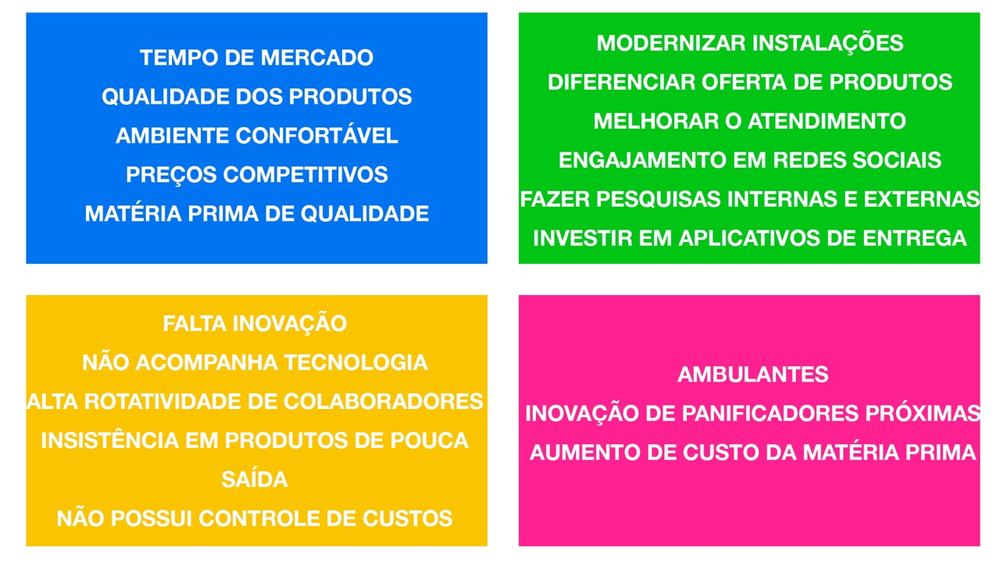 TEMPO DE MERCADO
QUALIDADE DOS PRODUTOS
AMBIENTE CONFORTÁVEL
PREÇOS COMPETITIVOS
MATÉRIA PRIMA DE QUALIDADE
MODERNIZAR INSTALAÇÕES
DIFERENCIAR OFERTA DE PRODUTOS
MELHORAR O ATENDIMENTO
ENGAJAMENTO EM REDES SOCIAIS
FAZER PESQUISAS INTERNAS E EXTERNAS
INVESTIR EM APLICATIVOS DE ENTREGA
FALTA INOVAÇÃO
NÃO ACOMPANHA TECNOLOGIA
ALTA ROTATIVIDADE DE COLABORADORES
INSISTÊNCIA EM PRODUTOS DE POUCA
SAÍDA
NÃO POSSUI CONTROLE DE CUSTOS
AMBULANTES
INOVAÇÃO DE PANIFICADORES PRÓXIMAS
AUMENTO DE CUSTO DA MATÉRIA PRIMA